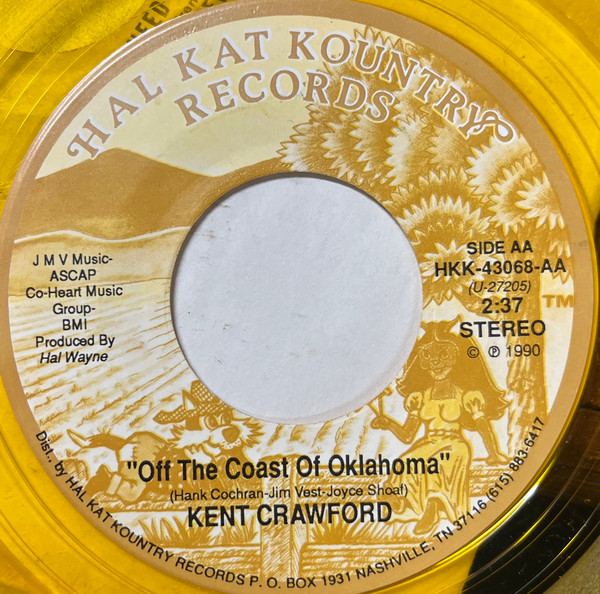 HAL KAT KOUNTRY
RECORDS
J M V Music-
ASCAP
Co-Heart Music
Group-
BMI
Produced By
Hal Wayne
SIDE AA
HKK-43068-AA
(U-27205)
2:37
TM
STEREO
© ℗ 1990
"Off The Coast Of Oklahoma"
(Hank Cochran-Jim Vest-Joyce Shoaf)
KENT CRAWFORD
Dist.. by HAL KAT KOUNTRY RECORDS P. O. BOX 1931 NASHVILLE, TN 37116 (615) 883-6417